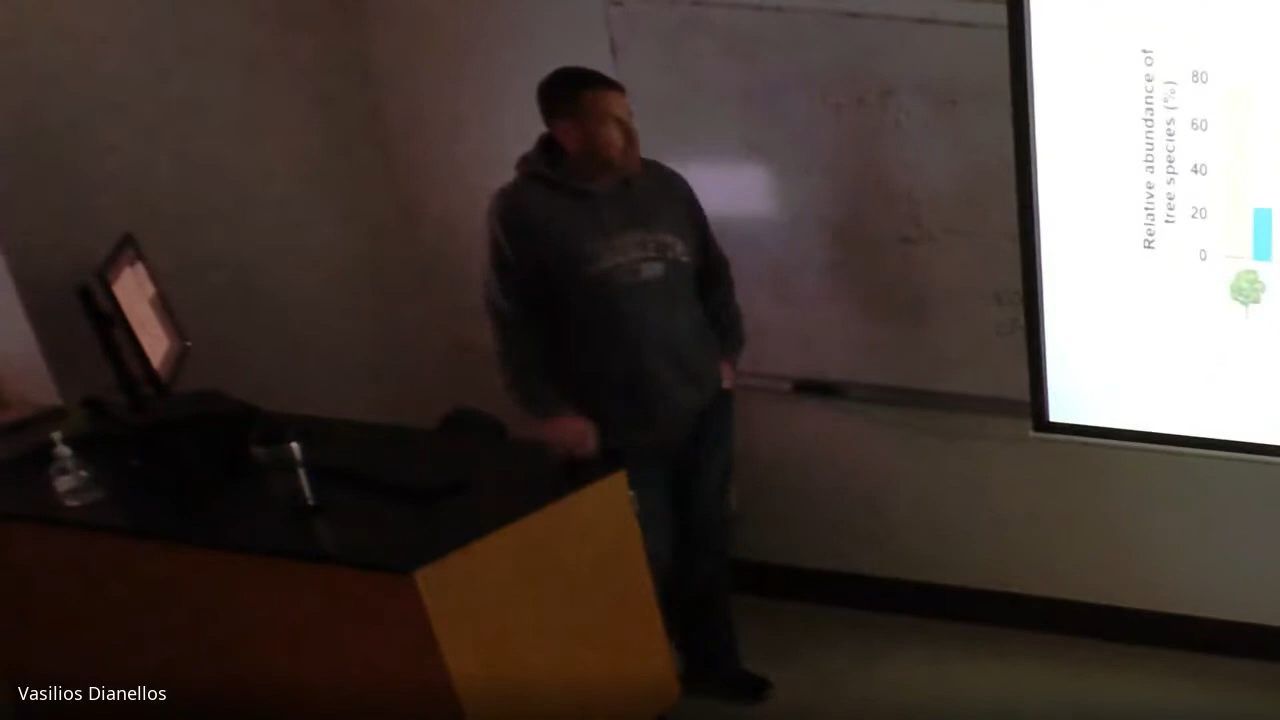 Relative abundance of
tree species (%)
80
60
40
20
0
Vasilios Dianellos